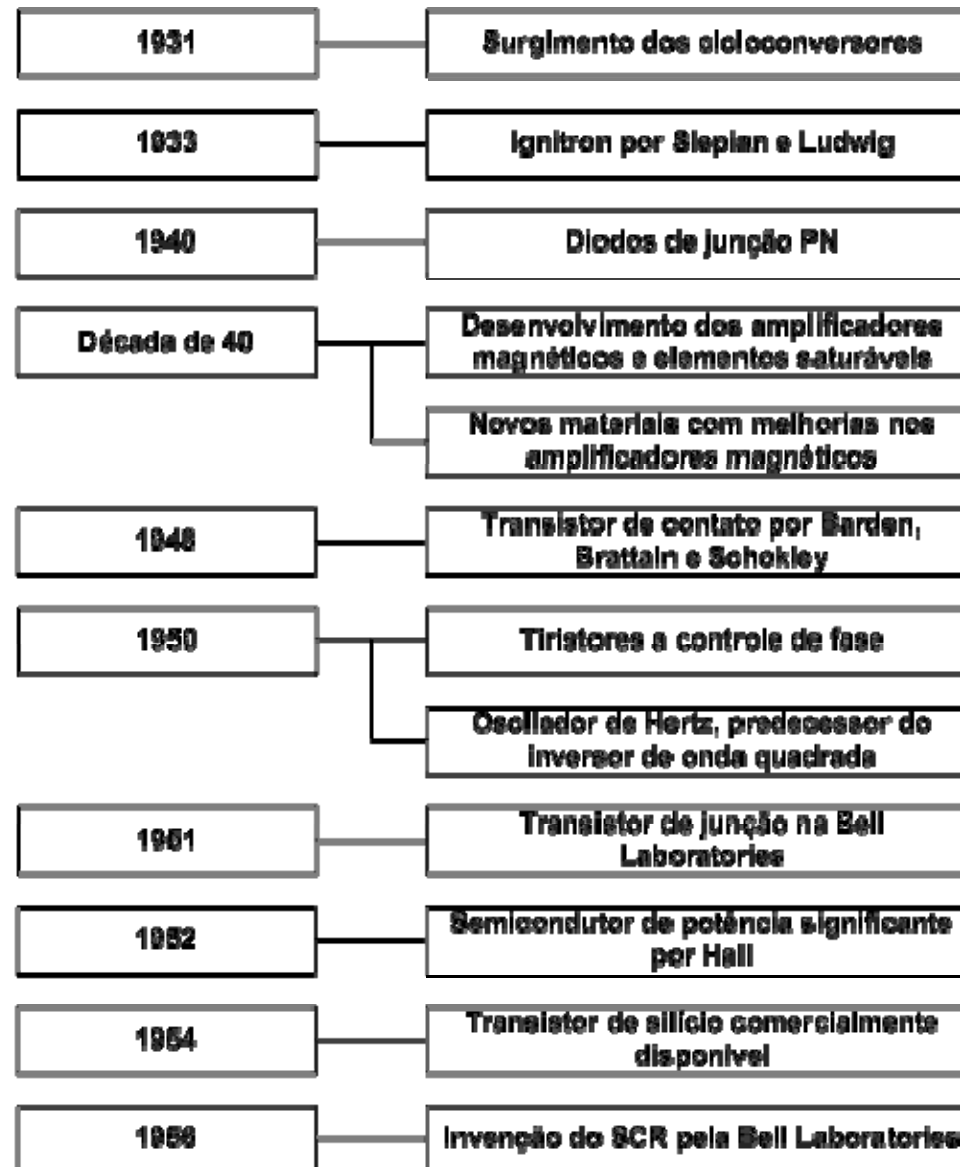 1931
Surgimento dos cicloconversores
1933
Ignitron por Slepian e Ludwig
1940
Diodos de junção PN
Década de 40
Desenvolvimento dos amplificadores
magnéticos e elementos saturáveis
Novos materiais com melhorias nos
amplificadores magnéticos
1948
Transistor de contato por Barden,
Brattain e Schokley
1950
Tiristores a controle de fase
Oscilador de Hertz, predecessor do
inversor de onda quadrada
1951
Transistor de junção na Bell
Laboratories
1952
Semicondutor de potência significante
por Hall
1954
Transistor de silício comercialmente
disponível
1956
Invenção do SCR pela Bell Laboratories